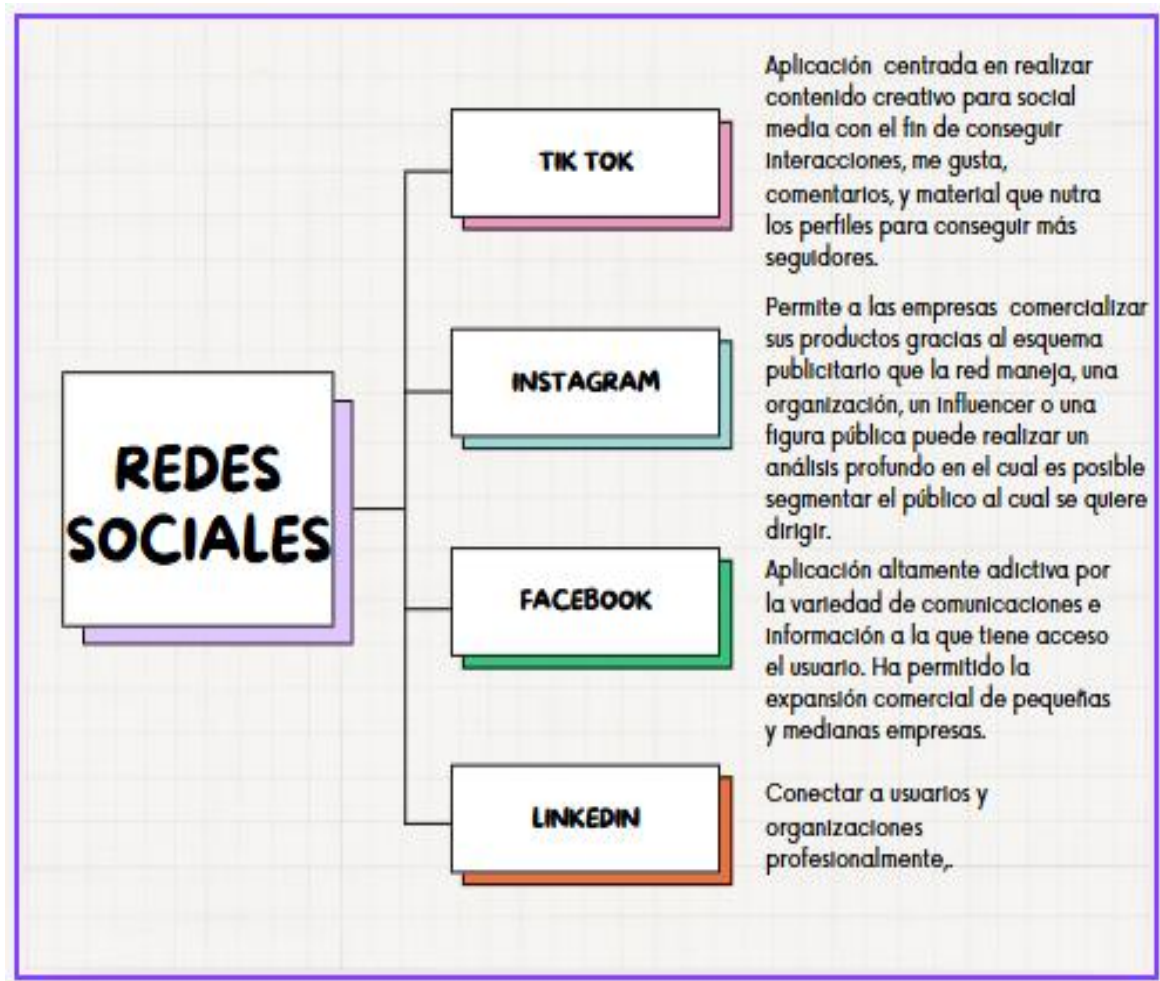 REDES
SOCIALES
TIK TOK
Aplicación centrada en realizar
contenido creativo para social
media con el fin de conseguir
interacciones, me gusta,
comentarios, y material que nutra
los perfiles para conseguir más
seguidores.
INSTAGRAM
Permite a las empresas comercializar
sus productos gracias al esquema
publicitario que la red maneja, una
organización, un influencer o una
figura pública puede realizar un
análisis profundo en el cual es posible
segmentar el público al cual se quiere
dirigir.
FACEBOOK
Aplicación altamente adictiva por
la variedad de comunicaciones e
información a la que tiene acceso
el usuario. Ha permitido la
expansión comercial de pequeñas
y medianas empresas.
LINKEDIN
Conectar a usuarios y
organizaciones
profesionalmente,.